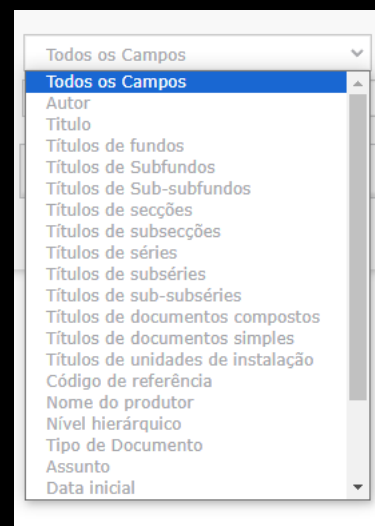 Todos os Campos
Todos os Campos
Autor
Titulo
Títulos de fundos
Títulos de Subfundos
Títulos de Sub-subfundos
Títulos de secções
Títulos de subsecções
Títulos de séries
Títulos de subséries
Títulos de sub-subséries
Títulos de documentos compostos
Títulos de documentos simples
Títulos de unidades de instalação
Código de referência
Nome do produtor
Nível hierárquico
Tipo de Documento
Assunto
Data inicial